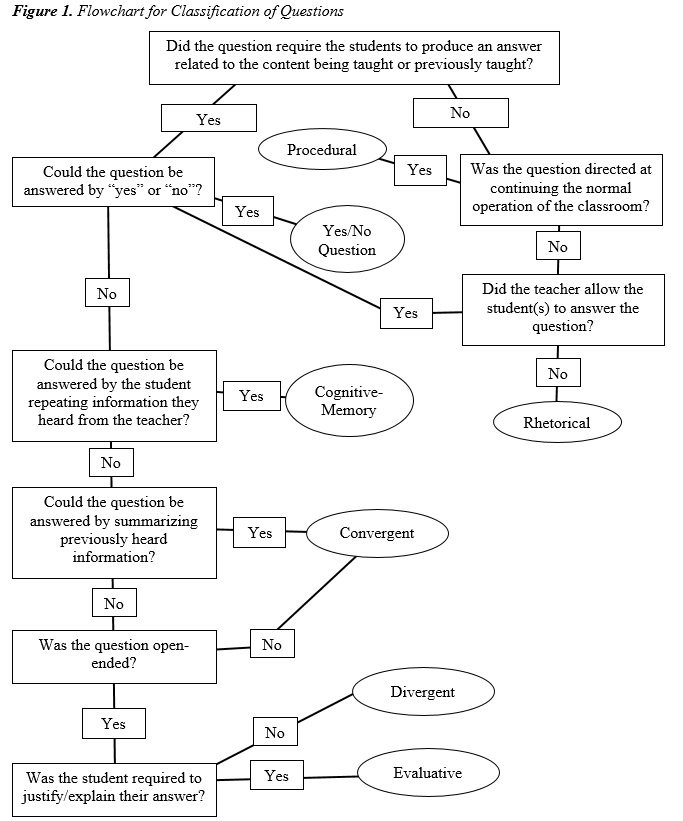 Figure 1. Flowchart for Classification of Questions
Did the question require the students to produce an answer
related to the content being taught or previously taught?
Yes
No
Procedural
Yes
Could the question be
answered by “yes” or “no”?
Was the question directed at
continuing the normal
operation of the classroom?
Yes
Yes/No
Question
No
No
Yes
Did the teacher allow the
student(s) to answer the
question?
Could the question be
answered by the student
repeating information they
heard from the teacher?
Yes
Cognitive-
Memory
No
Rhetorical
No
Could the question be
answered by summarizing
previously heard
information?
Yes
Convergent
No
Was the question open-
ended?
No
Yes
Divergent
No
Was the student required to
justify/explain their answer?
Yes
Evaluative